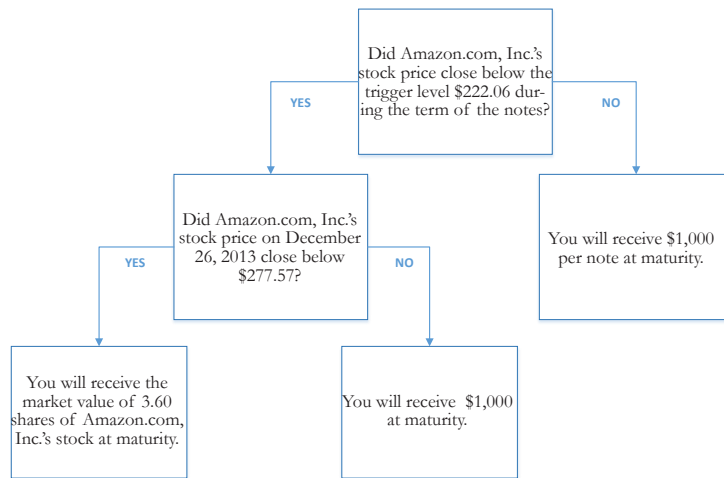 Did Amazon.com, Inc.'s
stock price close below the
trigger level $222.06 dur-
ing the term of the notes?
YES
NO
Did Amazon.com, Inc.'s
stock price on December
26, 2013 close below
$277.57?
You will receive $1,000
per note at maturity.
YES
NO
You will receive the
market value of 3.60
shares of Amazon.com,
Inc.'s stock at maturity.
You will receive $1,000
at maturity.